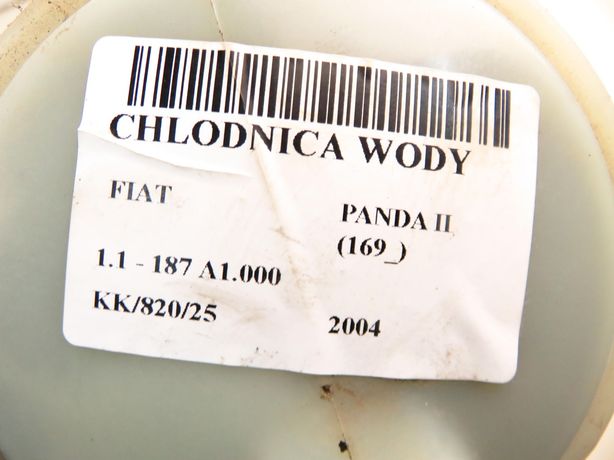 CHLODNICA WODY
FIAT
PANDA II
(169_)
1.1 - 187 A1.000
KK/820/25
2004